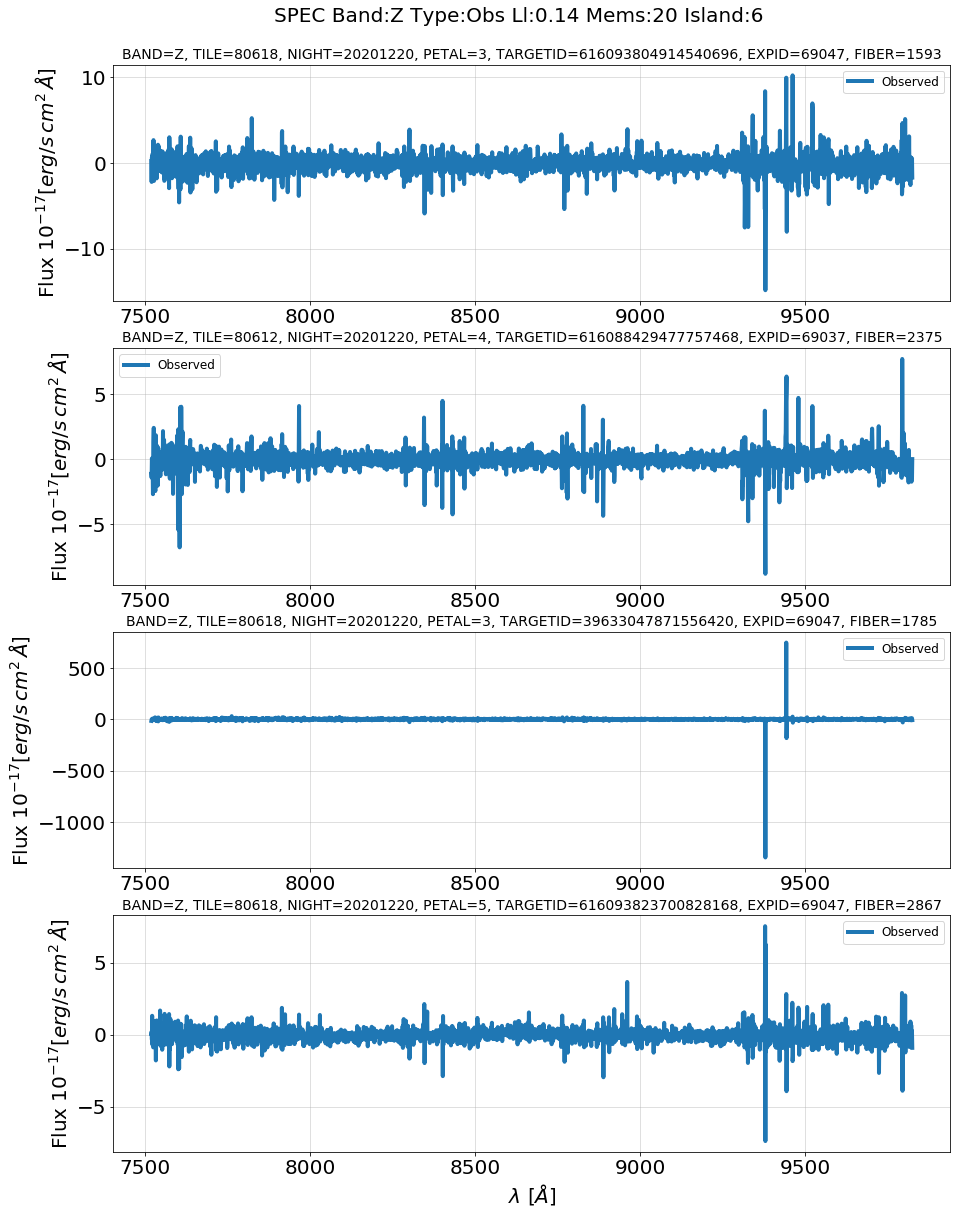 SPEC Band:Z Type:Obs Ll:0.14 Mems:20 Island:6
BAND=Z, TILE=80618, NIGHT=20201220, PETAL=3, TARGETID=616093804914540696, EXPID=69047, FIBER=1593
Flux 10^{-17}[erg/s cm^2 Å]
10
0
−10
Observed
7500 8000 8500 9000 9500
BAND=Z, TILE=80612, NIGHT=20201220, PETAL=4, TARGETID=616088429477757468, EXPID=69037, FIBER=2375
Flux 10^{-17}[erg/s cm^2 Å]
5
0
−5
Observed
7500 8000 8500 9000 9500
BAND=Z, TILE=80618, NIGHT=20201220, PETAL=3, TARGETID=39633047871556420, EXPID=69047, FIBER=1785
Flux 10^{-17}[erg/s cm^2 Å]
500
0
−500
−1000
Observed
7500 8000 8500 9000 9500
BAND=Z, TILE=80618, NIGHT=20201220, PETAL=5, TARGETID=616093823700828168, EXPID=69047, FIBER=2867
Flux 10^{-17}[erg/s cm^2 Å]
5
0
−5
Observed
7500 8000 8500 9000 9500
λ [Å]